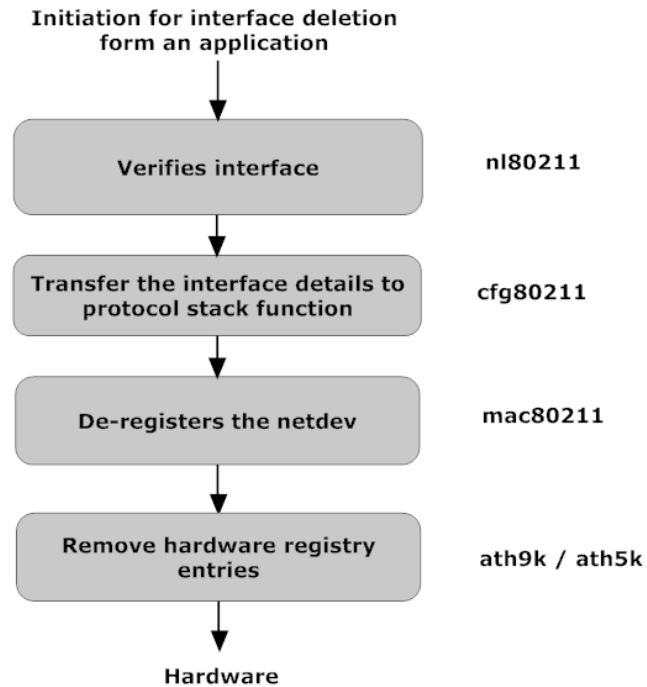 Initiation for interface deletion
form an application
Verifies interface
nl80211
Transfer the interface details to
protocol stack function
cfg80211
De-registers the netdev
mac80211
Remove hardware registry
entries
ath9k / ath5k
Hardware